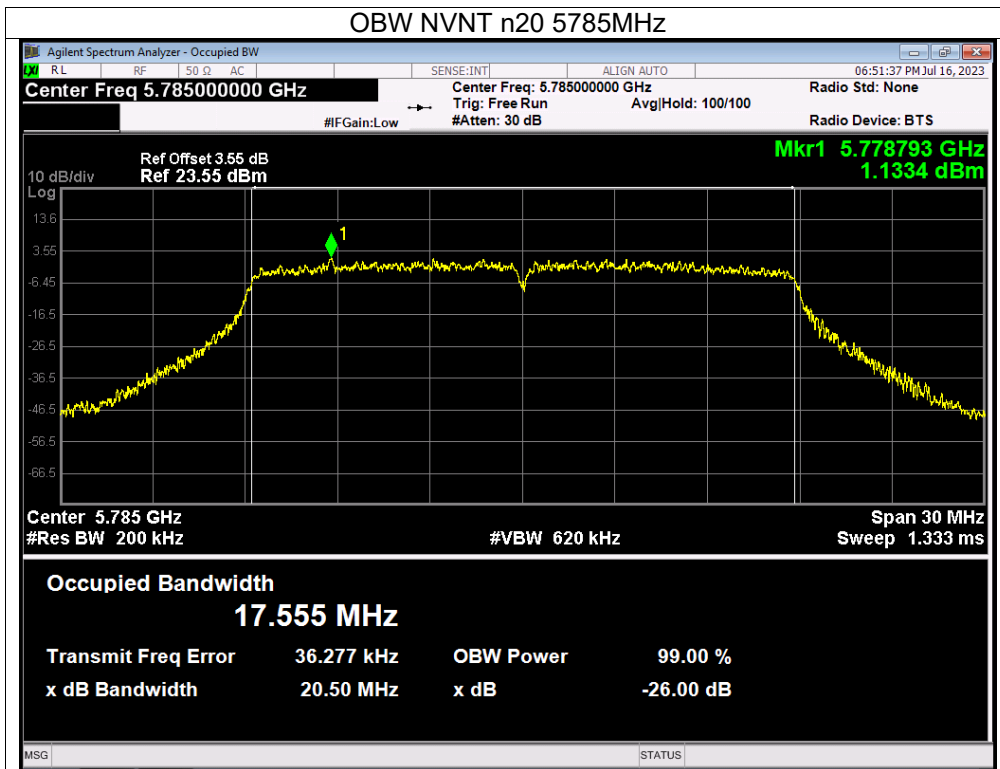 OBW NVNT n20 5785MHz
Agilent Spectrum Analyzer - Occupied BW
LXI RL RF 50 Ω AC SENSE:INT ALIGN AUTO 06:51:37 PM Jul 16, 2023
Center Freq 5.785000000 GHz Center Freq: 5.785000000 GHz Radio Std: None
Trig: Free Run Avg|Hold: 100/100
#IFGain:Low #Atten: 30 dB Radio Device: BTS
Mkr1 5.778793 GHz
1.1334 dBm
Ref Offset 3.55 dB
10 dB/div Ref 23.55 dBm
Log
13.6
1
3.55
-6.45
-16.5
-26.5
-36.5
-46.5
-56.5
-66.5
Center 5.785 GHz Span 30 MHz
#Res BW 200 kHz #VBW 620 kHz Sweep 1.333 ms
Occupied Bandwidth
17.555 MHz
Transmit Freq Error 36.277 kHz OBW Power 99.00 %
x dB Bandwidth 20.50 MHz x dB -26.00 dB
MSG STATUS